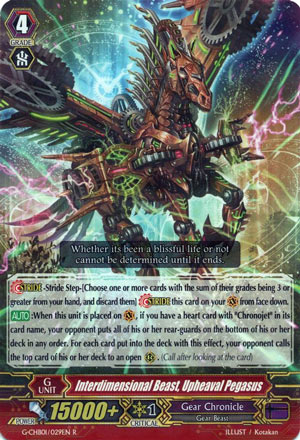 4
GRADE
Whether its been a blissful life or not
cannot be determined until it ends.
STRIDE -Stride Step-[Choose one or more cards with the sum of their grades being 3 or
greater from your hand, and discard them] STRIDE this card on your from face down.
AUTO:When this unit is placed on , if you have a heart card with "Chronojet" in its
card name, your opponent puts all of his or her rear-guards on the bottom of his or her
deck in any order. For each card put into the deck with this effect, your opponent
calls the top card of his or her deck to an open . (Call after looking at the card)
G
UNIT
Interdimensional Beast, Upheaval Pegasus
POWER
15000+
1
CRITICAL
Gear Chronicle
Gear Beast
G-CHB01/029EN R
ILLUST / Kotakan